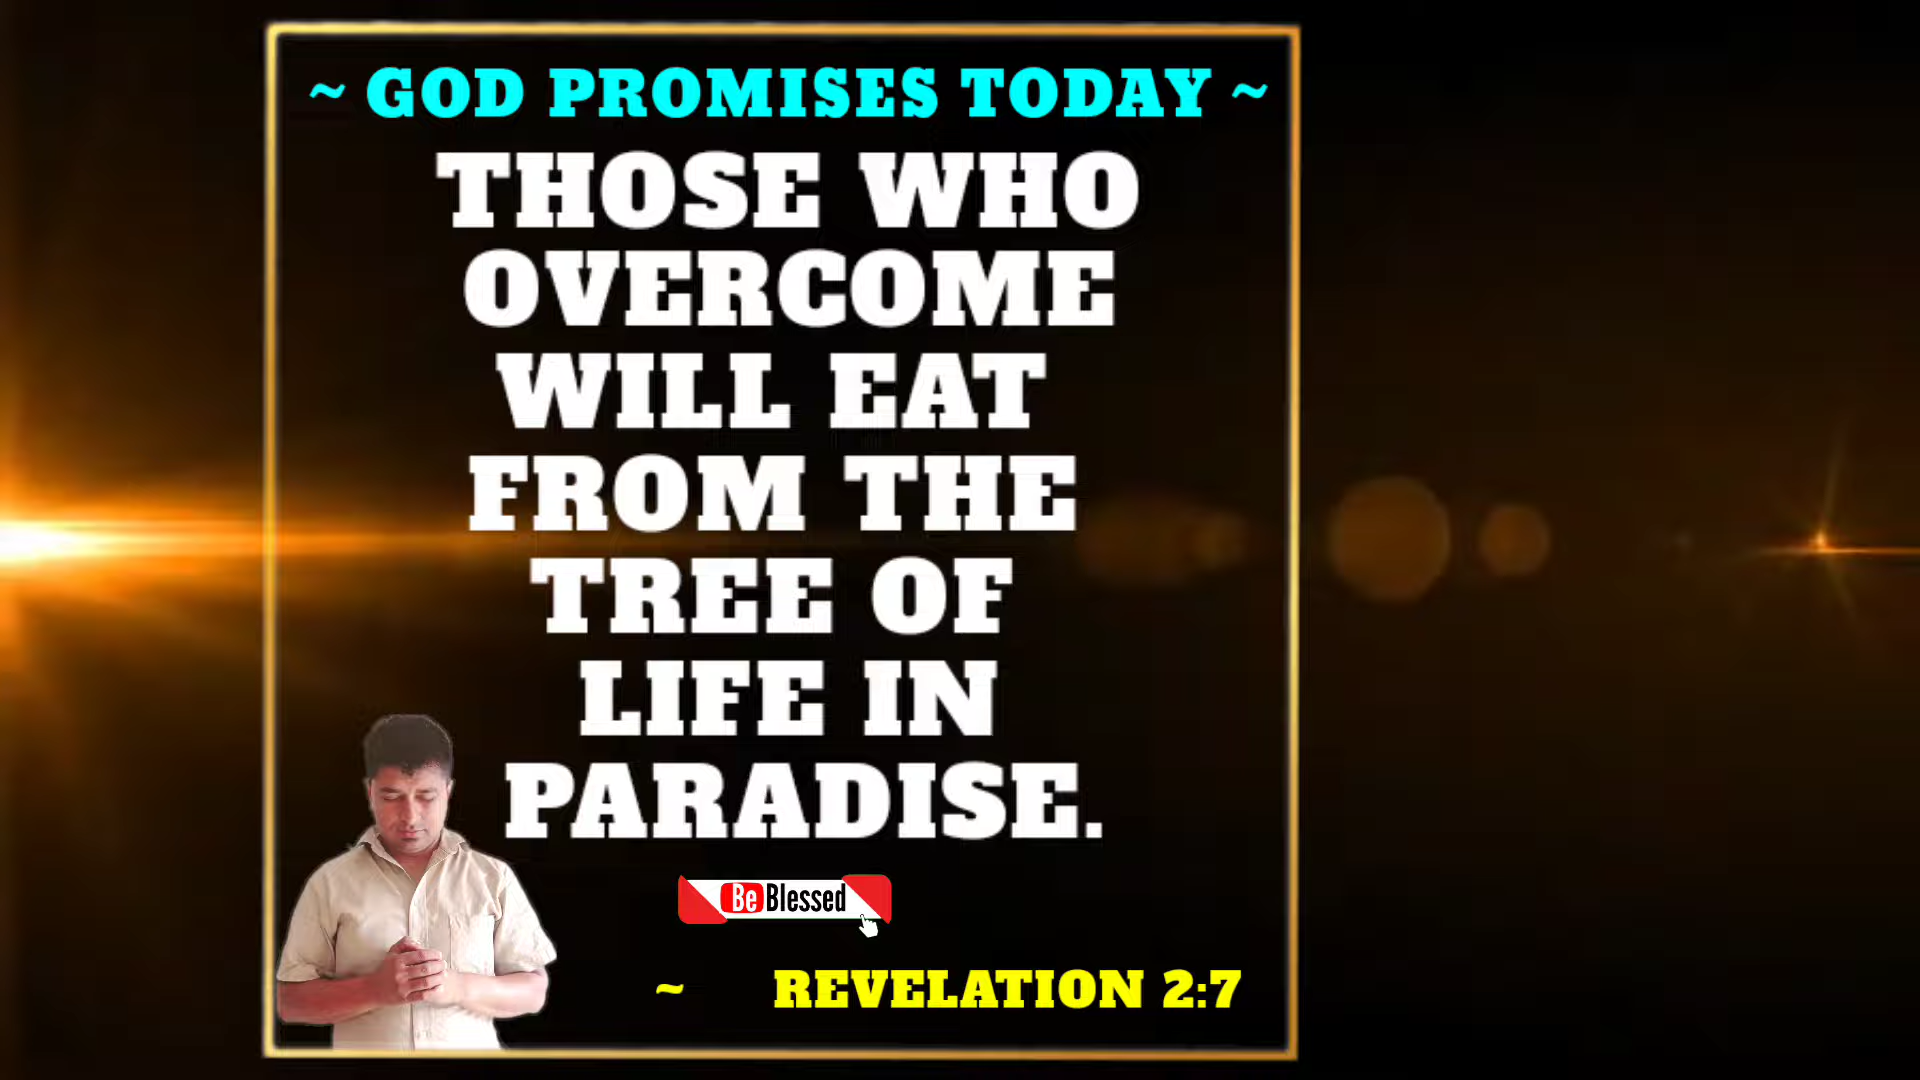 ~ GOD PROMISES TODAY ~
THOSE WHO
OVERCOME
WILL EAT
FROM THE
TREE OF
LIFE IN
PARADISE.
Be Blessed
~ REVELATION 2:7